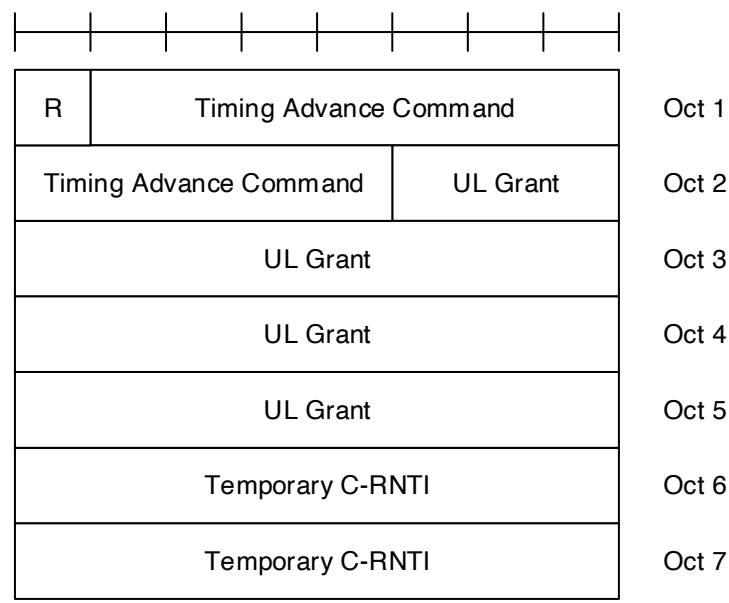 R Timing Advance Command Oct 1
Timing Advance Command UL Grant Oct 2
UL Grant Oct 3
UL Grant Oct 4
UL Grant Oct 5
Temporary C-RNTI Oct 6
Temporary C-RNTI Oct 7